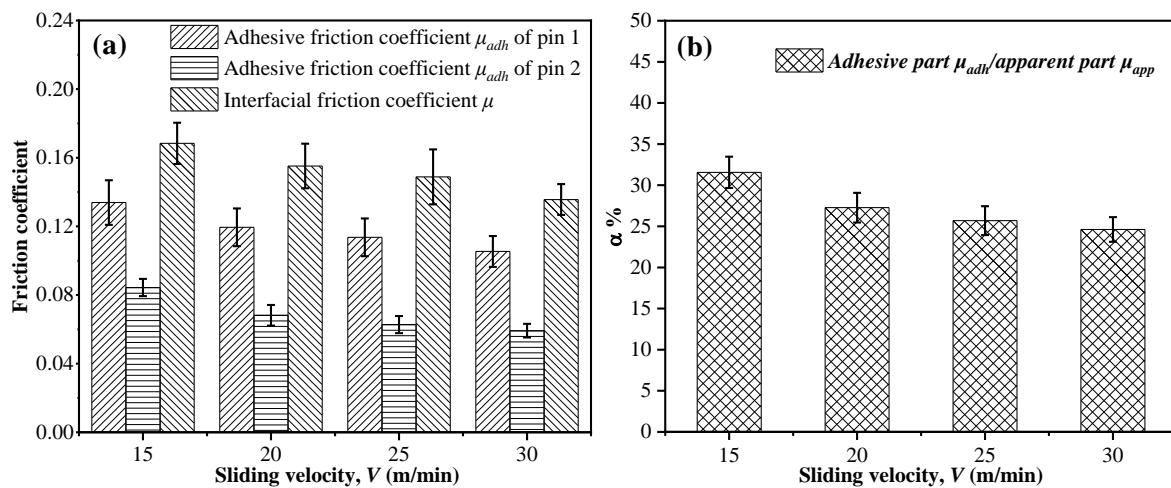 (a)
Adhesive friction coefficient μadh of pin 1
Adhesive friction coefficient μadh of pin 2
Interfacial friction coefficient μ
Friction coefficient
0.24
0.20
0.16
0.12
0.08
0.04
0.00
15
20
25
30
Sliding velocity, V (m/min)
(b)
Adhesive part μadh/apparent part μapp
α %
50
45
40
35
30
25
20
15
10
5
0
15
20
25
30
Sliding velocity, V (m/min)